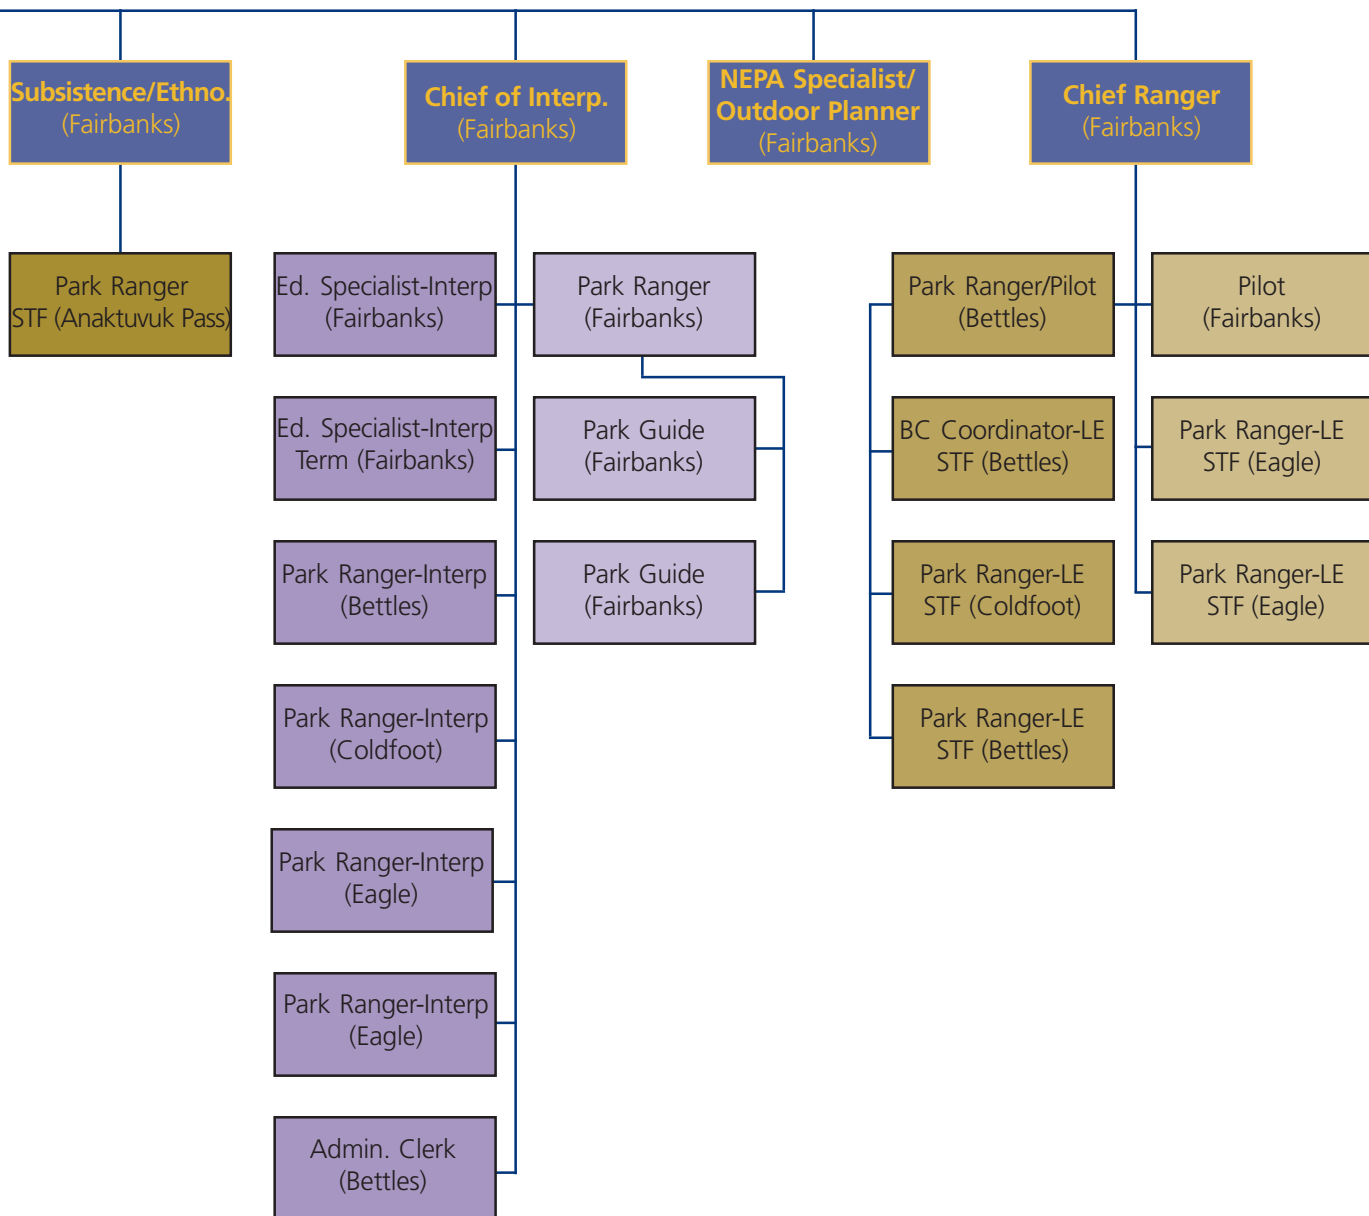 Subsistence/Ethno.
(Fairbanks)
Chief of Interp.
(Fairbanks)
NEPA Specialist/
Outdoor Planner
(Fairbanks)
Chief Ranger
(Fairbanks)
Park Ranger
STF (Anaktuvuk Pass)
Ed. Specialist-Interp
(Fairbanks)
Park Ranger
(Fairbanks)
Park Ranger/Pilot
(Bettles)
Pilot
(Fairbanks)
Ed. Specialist-Interp
Term (Fairbanks)
Park Guide
(Fairbanks)
BC Coordinator-LE
STF (Bettles)
Park Ranger-LE
STF (Eagle)
Park Ranger-Interp
(Bettles)
Park Guide
(Fairbanks)
Park Ranger-LE
STF (Coldfoot)
Park Ranger-LE
STF (Eagle)
Park Ranger-Interp
(Coldfoot)
Park Ranger-LE
STF (Bettles)
Park Ranger-Interp
(Eagle)
Park Ranger-Interp
(Eagle)
Admin. Clerk
(Bettles)